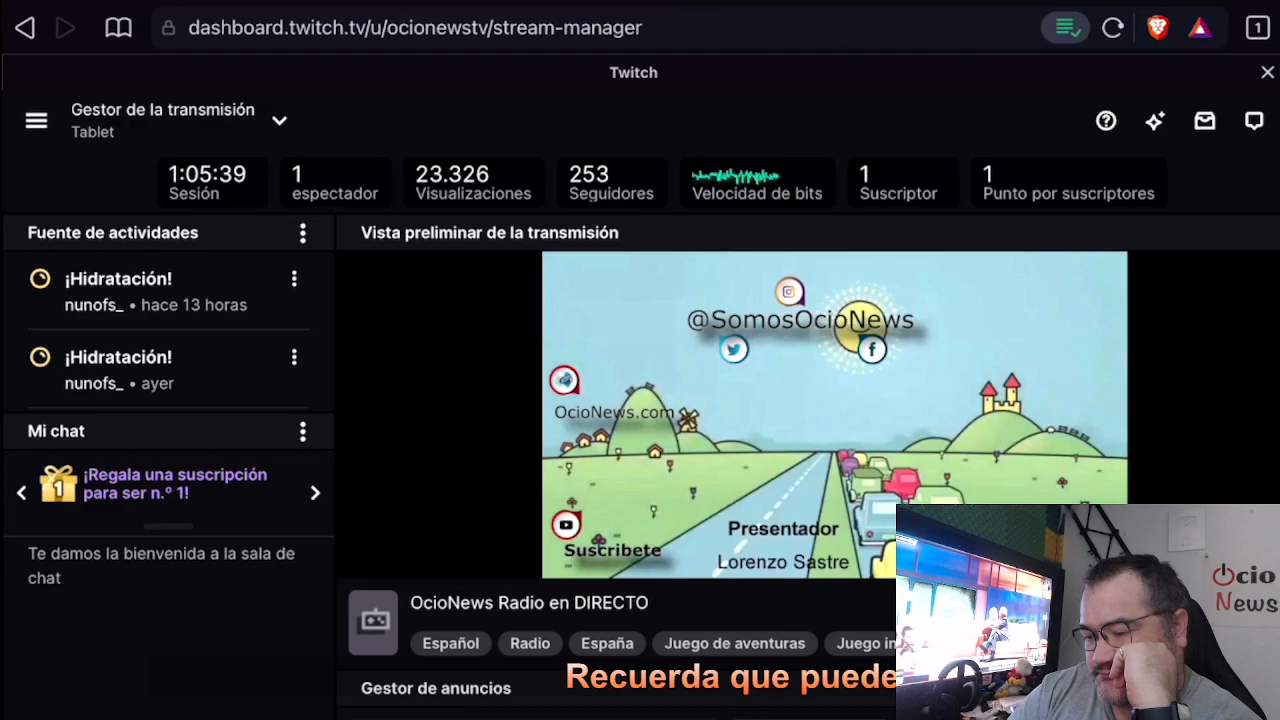 dashboard.twitch.tv/u/ocionewstv/stream-manager
1
Twitch
Gestor de la transmisión
Tablet
1:05:39
Sesión
1
espectador
23.326
Visualizaciones
253
Seguidores
Velocidad de bits
1
Suscriptor
1
Punto por suscriptores
Fuente de actividades
Vista preliminar de la transmisión
¡Hidratación!
nunofs_ • hace 13 horas
¡Hidratación!
nunofs_ • ayer
Mi chat
1
¡Regala una suscripción
para ser n.º 1!
Te damos la bienvenida a la sala de
chat
@SomosOcioNews
OcioNews.com
Suscribete
Presentador
Lorenzo Sastre
OcioNews Radio en DIRECTO
Español
Radio
España
Juego de aventuras
Juego in
Gestor de anuncios
Recuerda que puede
Ocio
News